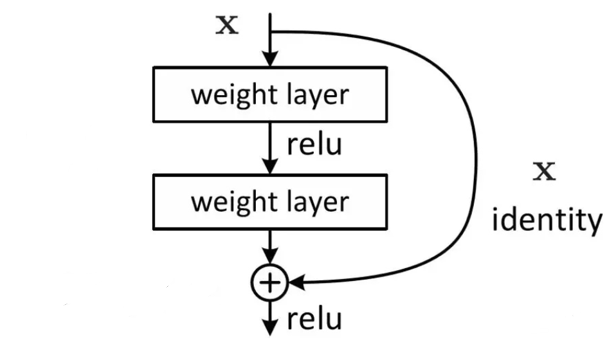 x
weight layer
relu
x
weight layer
identity
+
relu